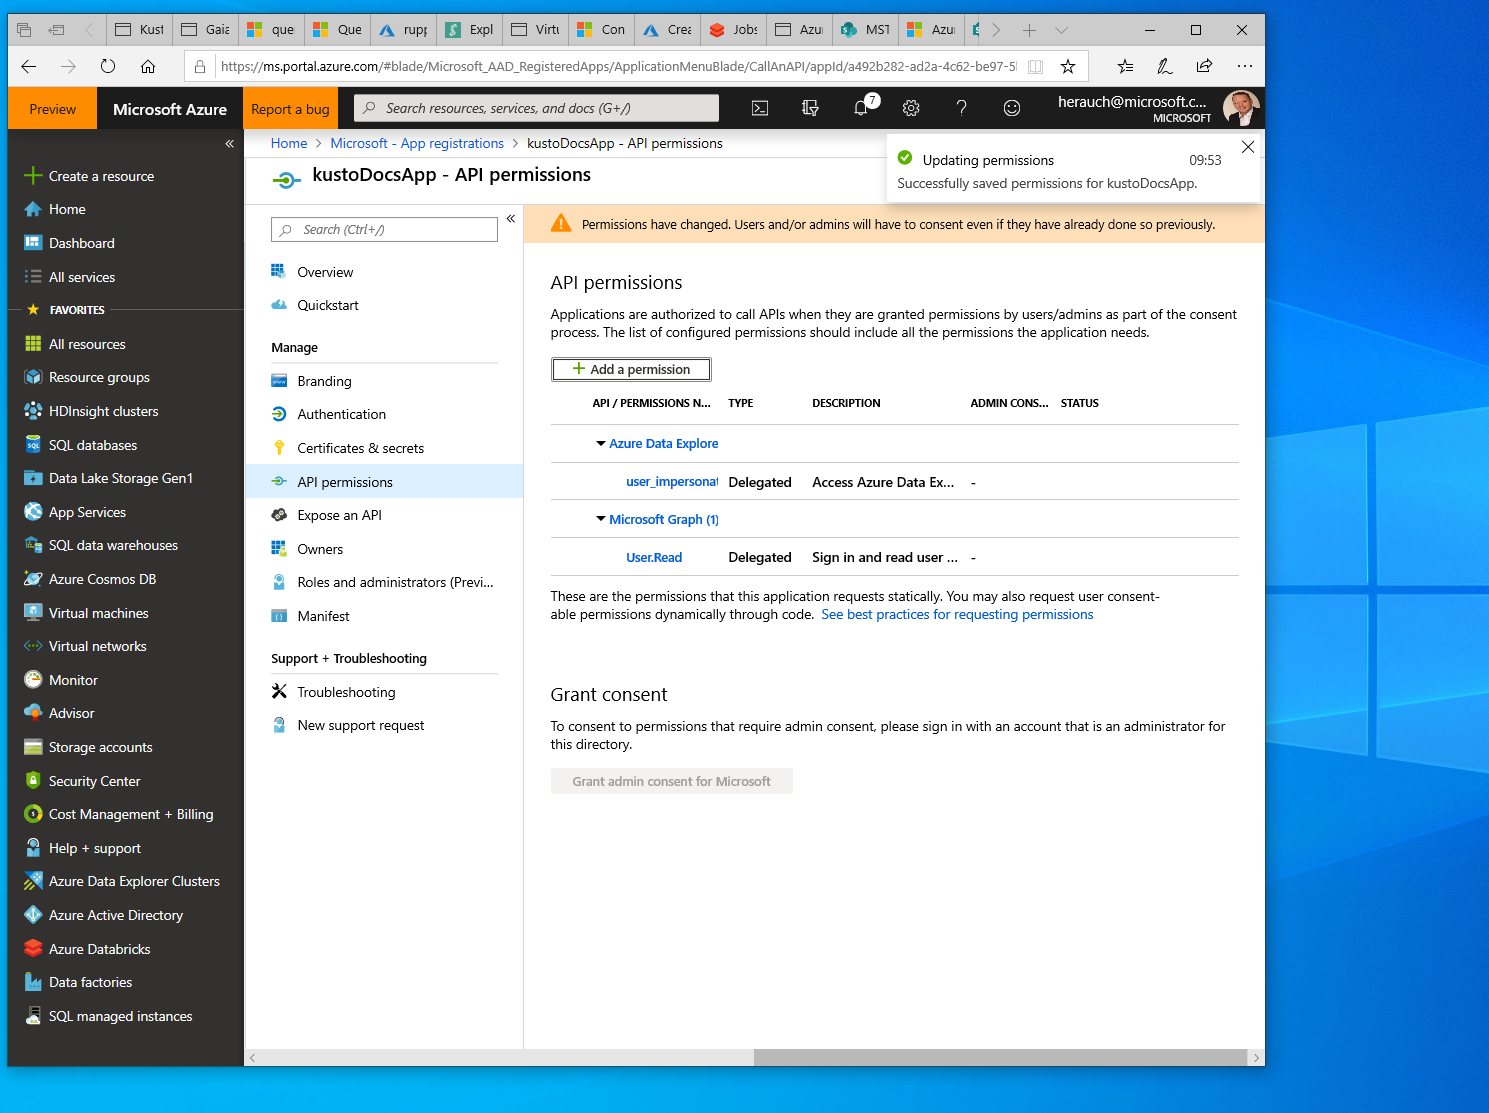 Kust
Gaia
que
Que
rupp
Expl
Virtu
Con
Crea
Jobs
Azur
MST
Azur
https://ms.portal.azure.com/#blade/Microsoft_AAD_RegisteredApps/ApplicationMenuBlade/CallAnAPI/appId/a492b282-ad2a-4c62-be97-5
Preview
Microsoft Azure
Report a bug
Search resources, services, and docs (G+/)
7
herauch@microsoft.c...
MICROSOFT
Home > Microsoft - App registrations > kustoDocsApp - API permissions
kustoDocsApp - API permissions
Updating permissions 09:53
Successfully saved permissions for kustoDocsApp.
Create a resource
Home
Dashboard
All services
FAVORITES
All resources
Resource groups
HDInsight clusters
SQL databases
Data Lake Storage Gen1
App Services
SQL data warehouses
Azure Cosmos DB
Virtual machines
Virtual networks
Monitor
Advisor
Storage accounts
Security Center
Cost Management + Billing
Help + support
Azure Data Explorer Clusters
Azure Active Directory
Azure Databricks
Data factories
SQL managed instances
Search (Ctrl+/)
Overview
Quickstart
Manage
Branding
Authentication
Certificates & secrets
API permissions
Expose an API
Owners
Roles and administrators (Previ...
Manifest
Support + Troubleshooting
Troubleshooting
New support request
Permissions have changed. Users and/or admins will have to consent even if they have already done so previously.
API permissions
Applications are authorized to call APIs when they are granted permissions by users/admins as part of the consent
process. The list of configured permissions should include all the permissions the application needs.
Add a permission
API / PERMISSIONS N... TYPE DESCRIPTION ADMIN CONS... STATUS
Azure Data Explore
user_impersonat Delegated Access Azure Data Ex... -
Microsoft Graph (1)
User.Read Delegated Sign in and read user ... -
These are the permissions that this application requests statically. You may also request user consent-
able permissions dynamically through code. See best practices for requesting permissions
Grant consent
To consent to permissions that require admin consent, please sign in with an account that is an administrator for
this directory.
Grant admin consent for Microsoft